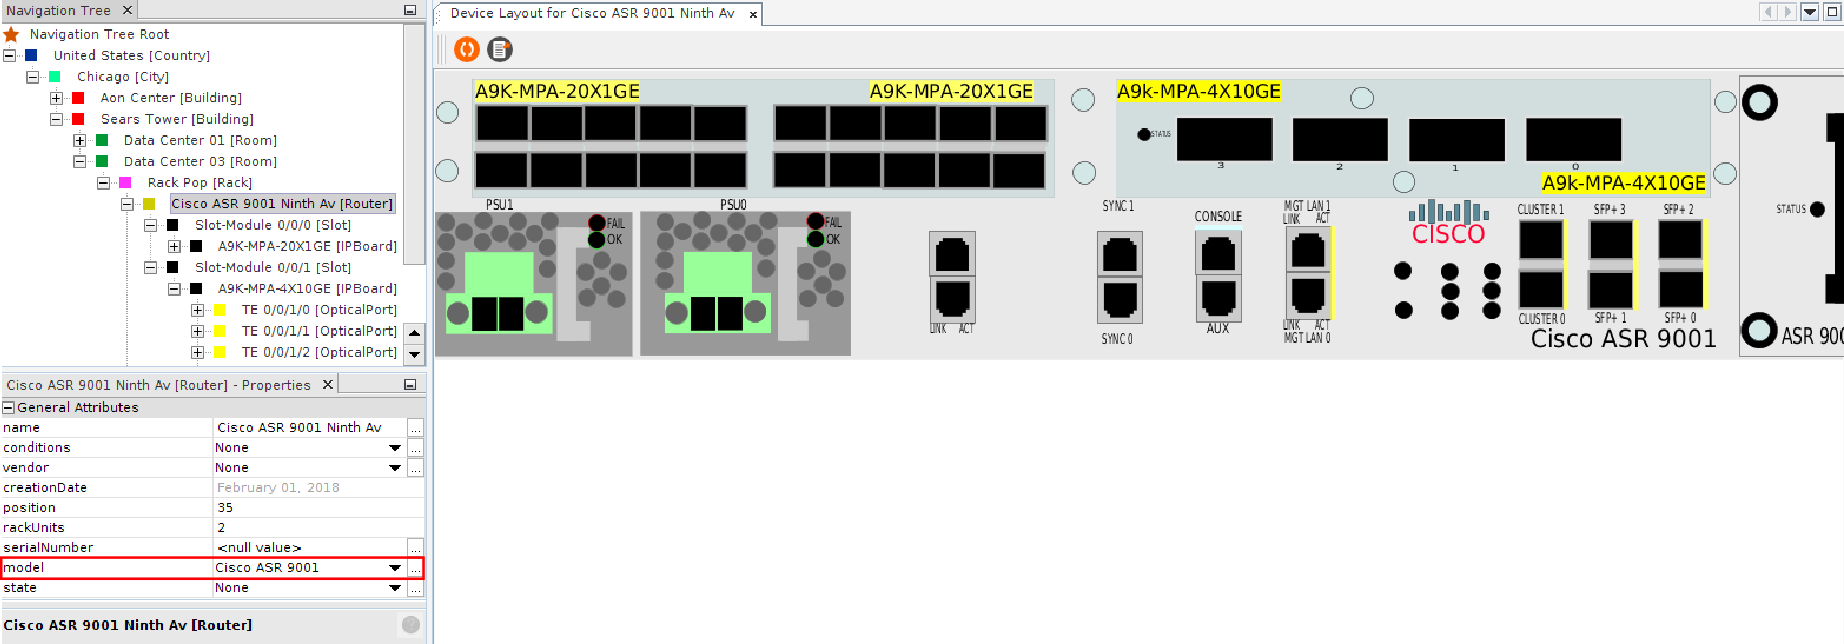 Navigation Tree
Navigation Tree Root
United States [Country]
Chicago [City]
Aon Center [Building]
Sears Tower [Building]
Data Center 01 [Room]
Data Center 03 [Room]
Rack Pop [Rack]
Cisco ASR 9001 Ninth Av [Router]
Slot-Module 0/0/0 [Slot]
A9K-MPA-20X1GE [IPBoard]
Slot-Module 0/0/1 [Slot]
A9K-MPA-4X10GE [IPBoard]
TE 0/0/1/0 [OpticalPort]
TE 0/0/1/1 [OpticalPort]
TE 0/0/1/2 [OpticalPort]
Cisco ASR 9001 Ninth Av [Router] - Properties
General Attributes
name Cisco ASR 9001 Ninth Av ...
conditions None ...
vendor None ...
creationDate February 01, 2018
position 35
rackUnits 2
serialNumber <null value> ...
model Cisco ASR 9001 ...
state None ...
Cisco ASR 9001 Ninth Av [Router]
Device Layout for Cisco ASR 9001 Ninth Av
A9K-MPA-20X1GE
A9K-MPA-20X1GE
A9k-MPA-4X10GE
STATUS
3 2 1 0
A9k-MPA-4X10GE
PSU1
FAIL
OK
PSU0
FAIL
OK
LINK ACT
SYNC 1
SYNC 0
CONSOLE
AUX
MGT LAN 1
LINK ACT
LINK ACT
MGT LAN 0
CISCO
CLUSTER 1 SFP+ 3 SFP+ 2
CLUSTER 0 SFP+ 1 SFP+ 0
Cisco ASR 9001
STATUS
ASR 900